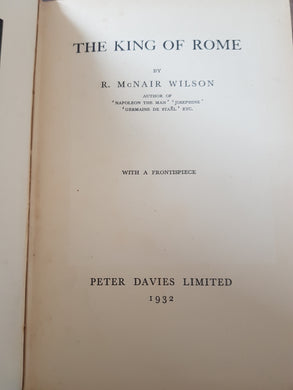 THE KING OF ROME
BY
R. McNAIR WILSON
AUTHOR OF
'NAPOLEON THE MAN' 'JOSEPHINE'
'GERMAINE DE STAËL' ETC.
WITH A FRONTISPIECE
PETER DAVIES LIMITED
1932